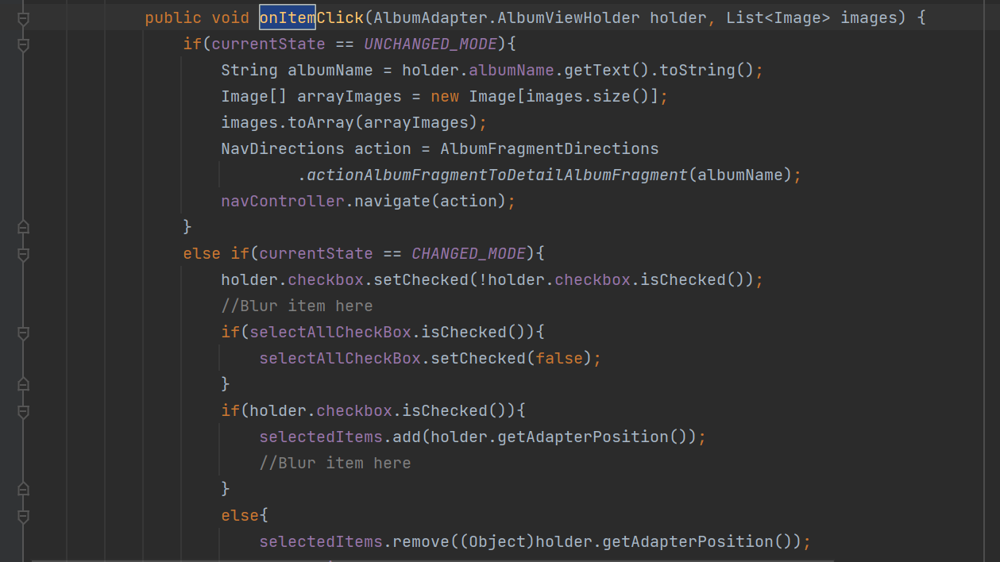 public void onItemClick(AlbumAdapter.AlbumViewHolder holder, List<Image> images) {
if(currentState == UNCHANGED_MODE){
String albumName = holder.albumName.getText().toString();
Image[] arrayImages = new Image[images.size()];
images.toArray(arrayImages);
NavDirections action = AlbumFragmentDirections
.actionAlbumFragmentToDetailAlbumFragment(albumName);
navController.navigate(action);
}
else if(currentState == CHANGED_MODE){
holder.checkbox.setChecked(!holder.checkbox.isChecked());
//Blur item here
if(selectAllCheckBox.isChecked()){
selectAllCheckBox.setChecked(false);
}
if(holder.checkbox.isChecked()){
selectedItems.add(holder.getAdapterPosition());
//Blur item here
}
else{
selectedItems.remove((Object)holder.getAdapterPosition());